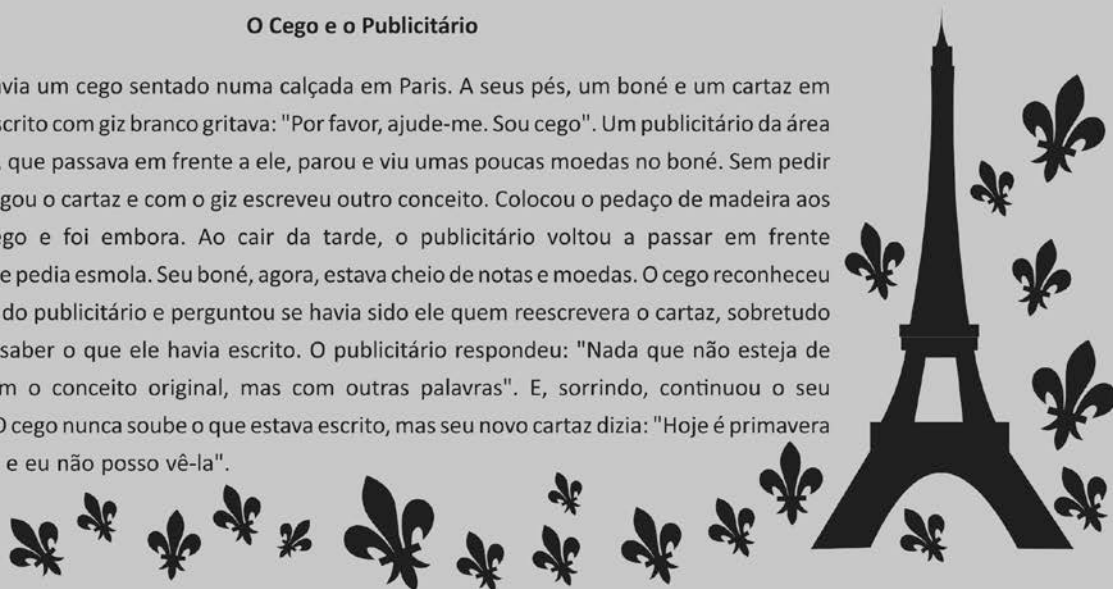 O Cego e o Publicitário
avia um cego sentado numa calçada em Paris. A seus pés, um boné e um cartaz em
scrito com giz branco gritava: "Por favor, ajude-me. Sou cego". Um publicitário da área
, que passava em frente a ele, parou e viu umas poucas moedas no boné. Sem pedir
gou o cartaz e com o giz escreveu outro conceito. Colocou o pedaço de madeira aos
ego e foi embora. Ao cair da tarde, o publicitário voltou a passar em frente
e pedia esmola. Seu boné, agora, estava cheio de notas e moedas. O cego reconheceu
do publicitário e perguntou se havia sido ele quem reescrevera o cartaz, sobretudo
saber o que ele havia escrito. O publicitário respondeu: "Nada que não esteja de
m o conceito original, mas com outras palavras". E, sorrindo, continuou o seu
O cego nunca soube o que estava escrito, mas seu novo cartaz dizia: "Hoje é primavera
e eu não posso vê-la".